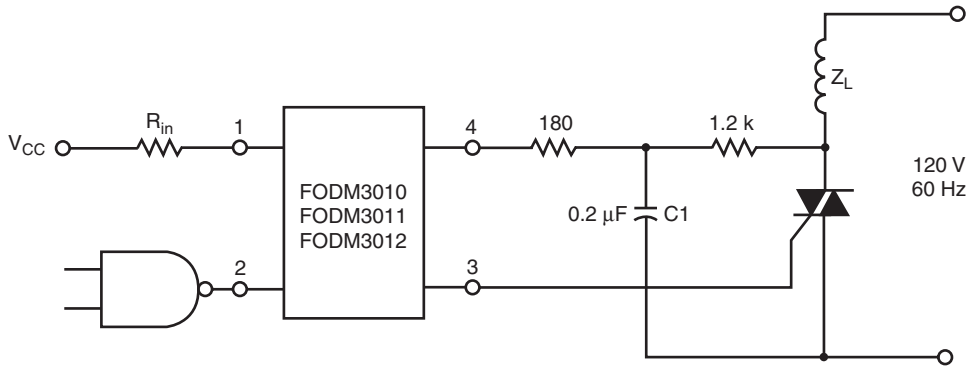 V_CC
R_in
1
FODM3010
FODM3011
FODM3012
2
4
180
1.2 k
Z_L
120 V
60 Hz
0.2 μF
C1
3